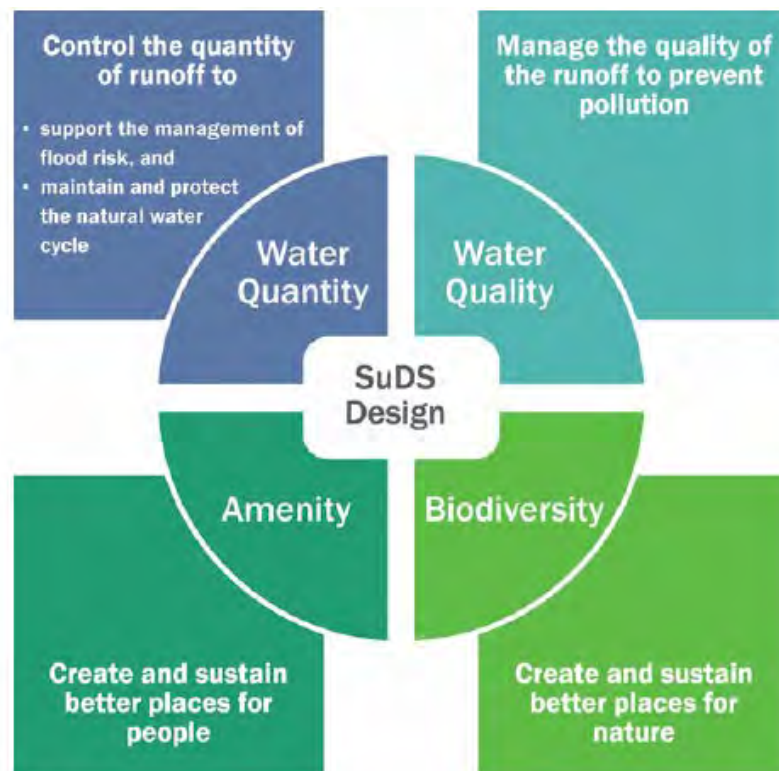 Control the quantity
of runoff to
• support the management of
flood risk, and
• maintain and protect
the natural water
cycle
Manage the quality of
the runoff to prevent
pollution
Water
Quantity
Water
Quality
SuDS
Design
Amenity
Biodiversity
Create and sustain
better places for
people
Create and sustain
better places for
nature